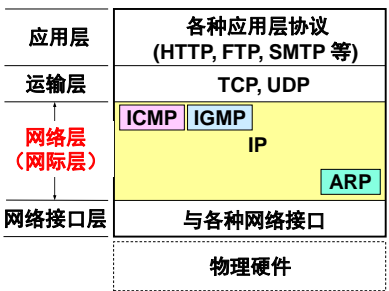 应用层
各种应用层协议
(HTTP, FTP, SMTP 等)
运输层
TCP, UDP
网络层
（网际层）
ICMP
IGMP
IP
ARP
网络接口层
与各种网络接口
物理硬件